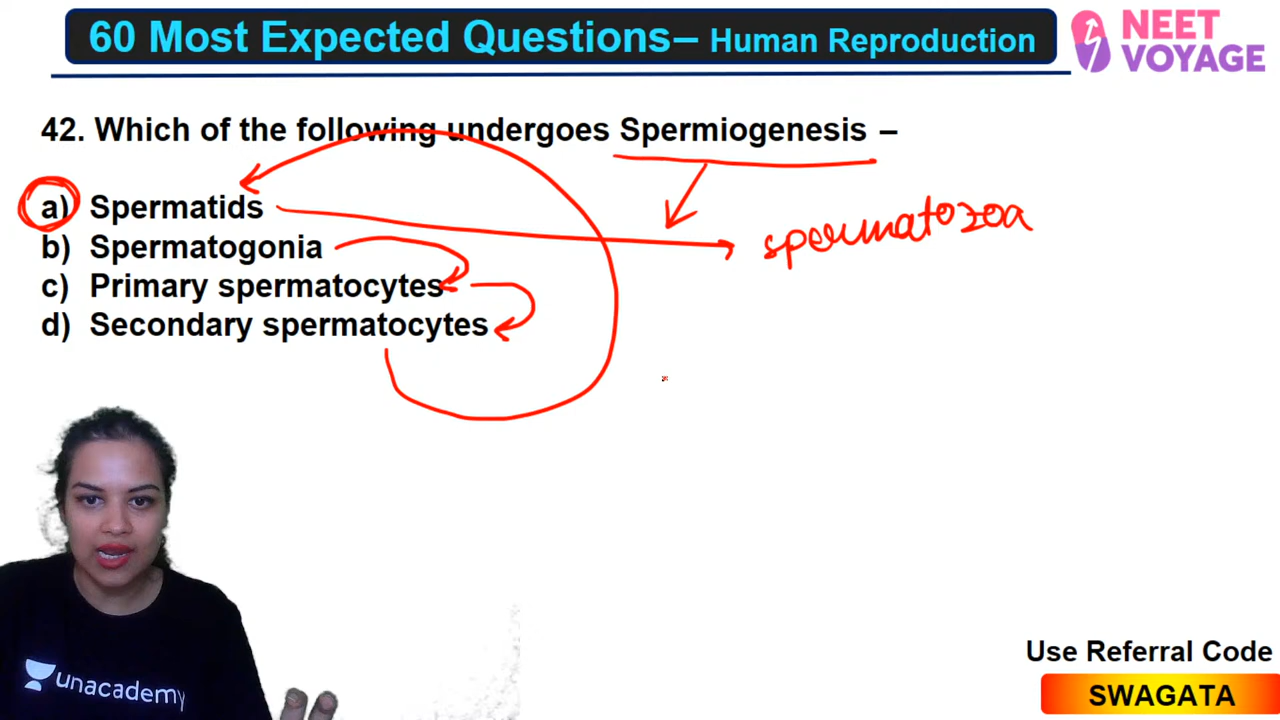 60 Most Expected Questions– Human Reproduction
NEET
VOYAGE
42. Which of the following undergoes Spermiogenesis –
a) Spermatids
b) Spermatogonia
c) Primary spermatocytes
d) Secondary spermatocytes
spermatozoa
unacademy
Use Referral Code
SWAGATA